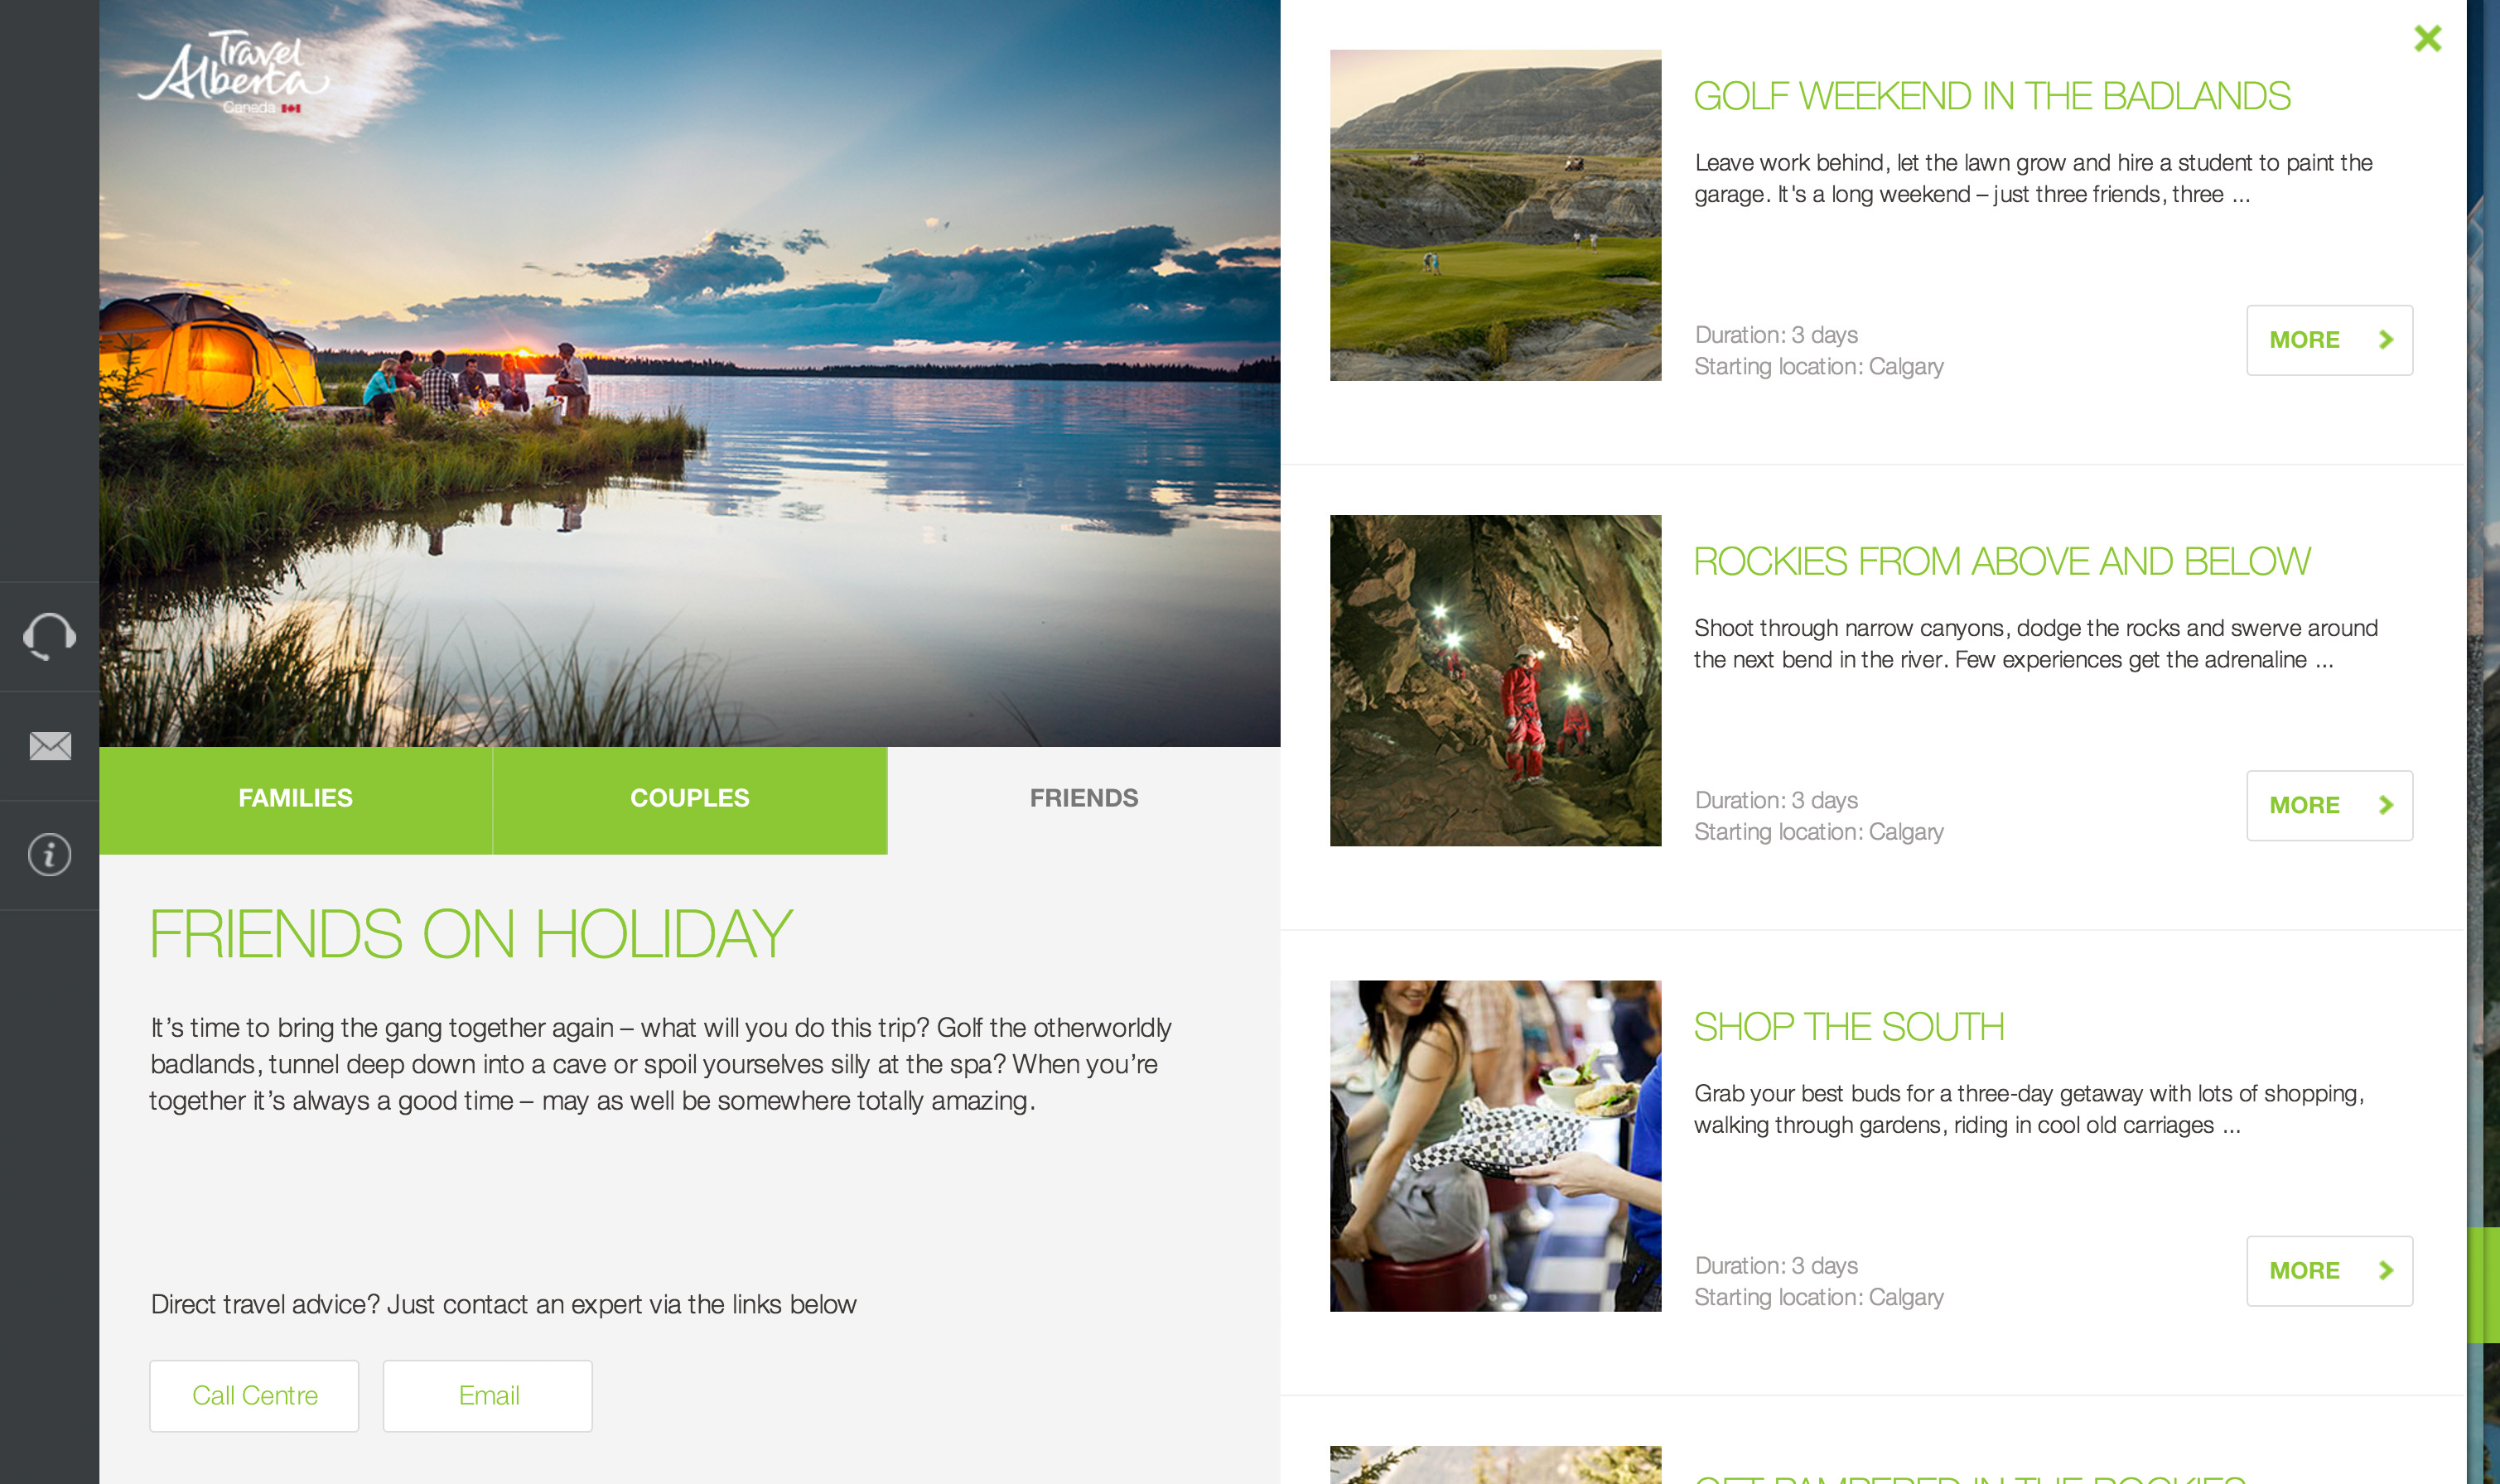 Travel
Alberta
Canada
FAMILIES
COUPLES
FRIENDS
FRIENDS ON HOLIDAY
It’s time to bring the gang together again – what will you do this trip? Golf the otherworldly
badlands, tunnel deep down into a cave or spoil yourselves silly at the spa? When you’re
together it’s always a good time – may as well be somewhere totally amazing.
Direct travel advice? Just contact an expert via the links below
Call Centre
Email
GOLF WEEKEND IN THE BADLANDS
Leave work behind, let the lawn grow and hire a student to paint the
garage. It's a long weekend – just three friends, three ...
Duration: 3 days
Starting location: Calgary
MORE
ROCKIES FROM ABOVE AND BELOW
Shoot through narrow canyons, dodge the rocks and swerve around
the next bend in the river. Few experiences get the adrenaline ...
Duration: 3 days
Starting location: Calgary
MORE
SHOP THE SOUTH
Grab your best buds for a three-day getaway with lots of shopping,
walking through gardens, riding in cool old carriages ...
Duration: 3 days
Starting location: Calgary
MORE
GET PAMPERED IN THE ROCKIES